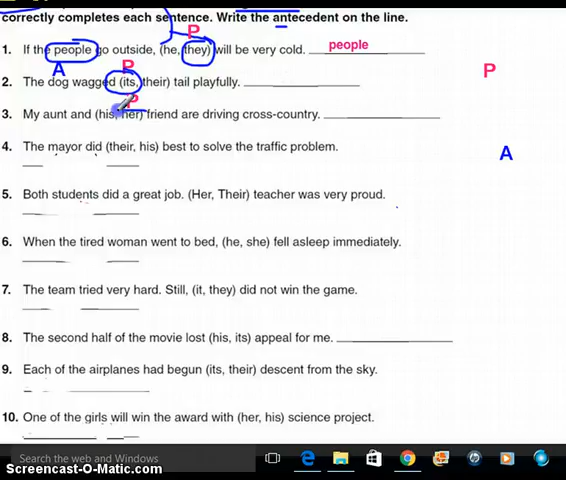 correctly completes each sentence. Write the antecedent on the line.
P
1. If the people go outside, (he, they) will be very cold. people
A P P
2. The dog wagged (its, their) tail playfully.
P
3. My aunt and (his, her) friend are driving cross-country.
A
4. The mayor did (their, his) best to solve the traffic problem.
5. Both students did a great job. (Her, Their) teacher was very proud.
6. When the tired woman went to bed, (he, she) fell asleep immediately.
7. The team tried very hard. Still, (it, they) did not win the game.
8. The second half of the movie lost (his, its) appeal for me.
9. Each of the airplanes had begun (its, their) descent from the sky.
10. One of the girls will win the award with (her, his) science project.
Search the web and Windows
Screencast-O-Matic.com